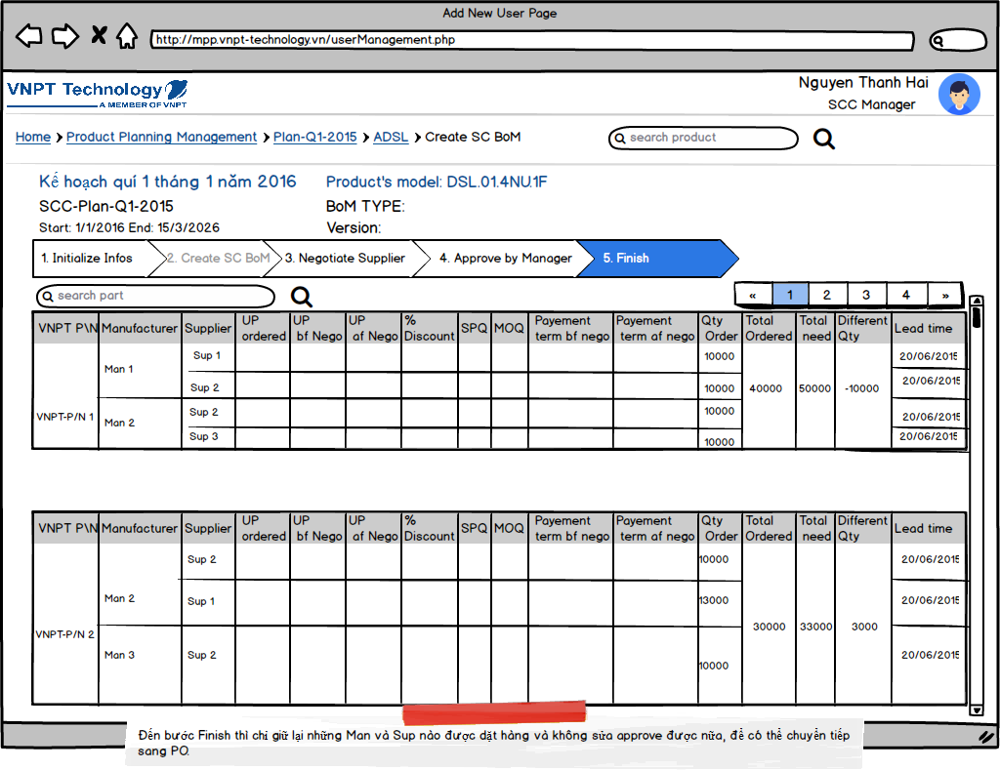 Add New User Page
http://mpp.vnpt-technology.vn/userManagement.php
VNPT Technology
A MEMBER OF VNPT
Nguyen Thanh Hai
SCC Manager
Home Product Planning Management Plan-Q1-2015 ADSL Create SC BoM
search product
Kế hoạch quí 1 tháng 1 năm 2016 Product's model: DSL.01.4NU.1F
SCC-Plan-Q1-2015 BoM TYPE:
Start: 1/1/2016 End: 15/3/2026 Version:
1. Initialize Infos 2. Create SC BoM 3. Negotiate Supplier 4. Approve by Manager 5. Finish
search part
« 1 2 3 4 »
VNPT P\N Manufacturer Supplier UP ordered UP bf Nego UP af Nego % Discount SPQ MOQ Payement term bf nego Payement term af nego Qty Order Total Ordered Total need Different Qty Lead time
VNPT-P/N 1 Man 1 Sup 1 10000 40000 50000 -10000 20/06/2015
Sup 2 10000 20/06/2015
Man 2 Sup 2 10000 20/06/2015
Sup 3 10000 20/06/2015
VNPT P\N Manufacturer Supplier UP ordered UP bf Nego UP af Nego % Discount SPQ MOQ Payement term bf nego Payement term af nego Qty Order Total Ordered Total need Different Qty Lead time
VNPT-P/N 2 Man 2 Sup 2 10000 30000 33000 3000 20/06/2015
Sup 1 13000 20/06/2015
Man 3 Sup 2 10000 20/06/2015
Đến bước Finish thì chỉ giữ lại những Man và Sup nào được dặt hàng và không sửa approve được nữa, để có thể chuyển tiếp
sang PO.